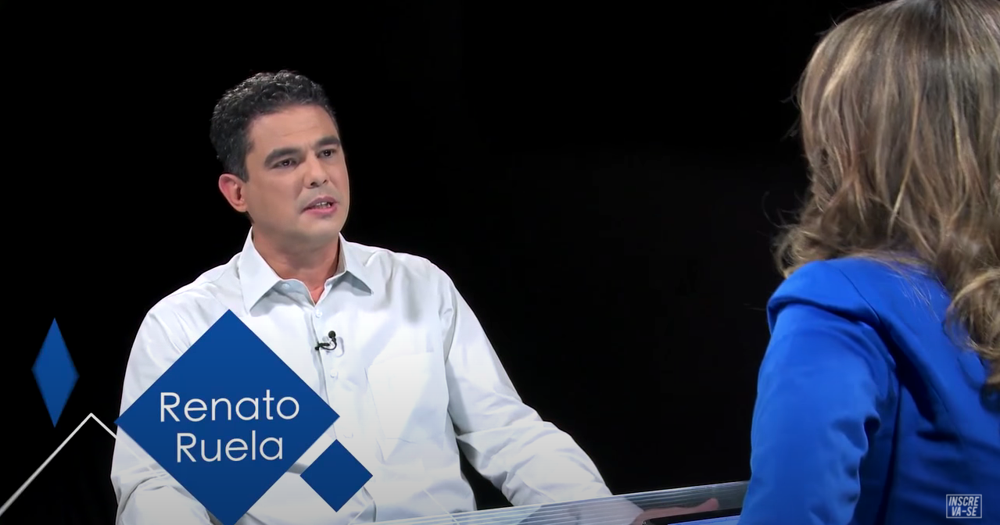 Renato
Ruela
INSCRE
VA-SE